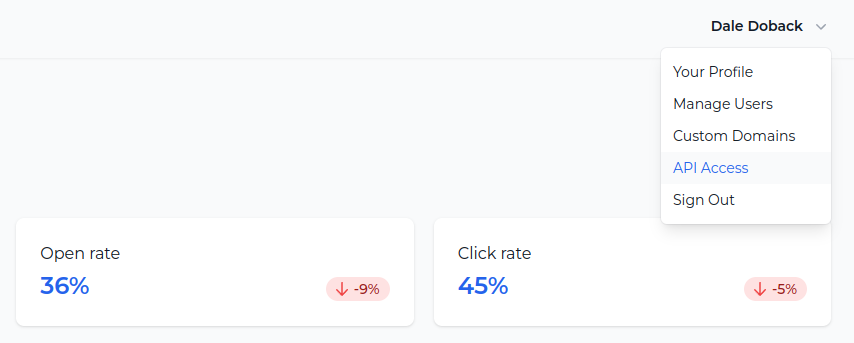 Dale Doback
Your Profile
Manage Users
Custom Domains
API Access
Sign Out
Open rate
36%
-9%
Click rate
45%
-5%